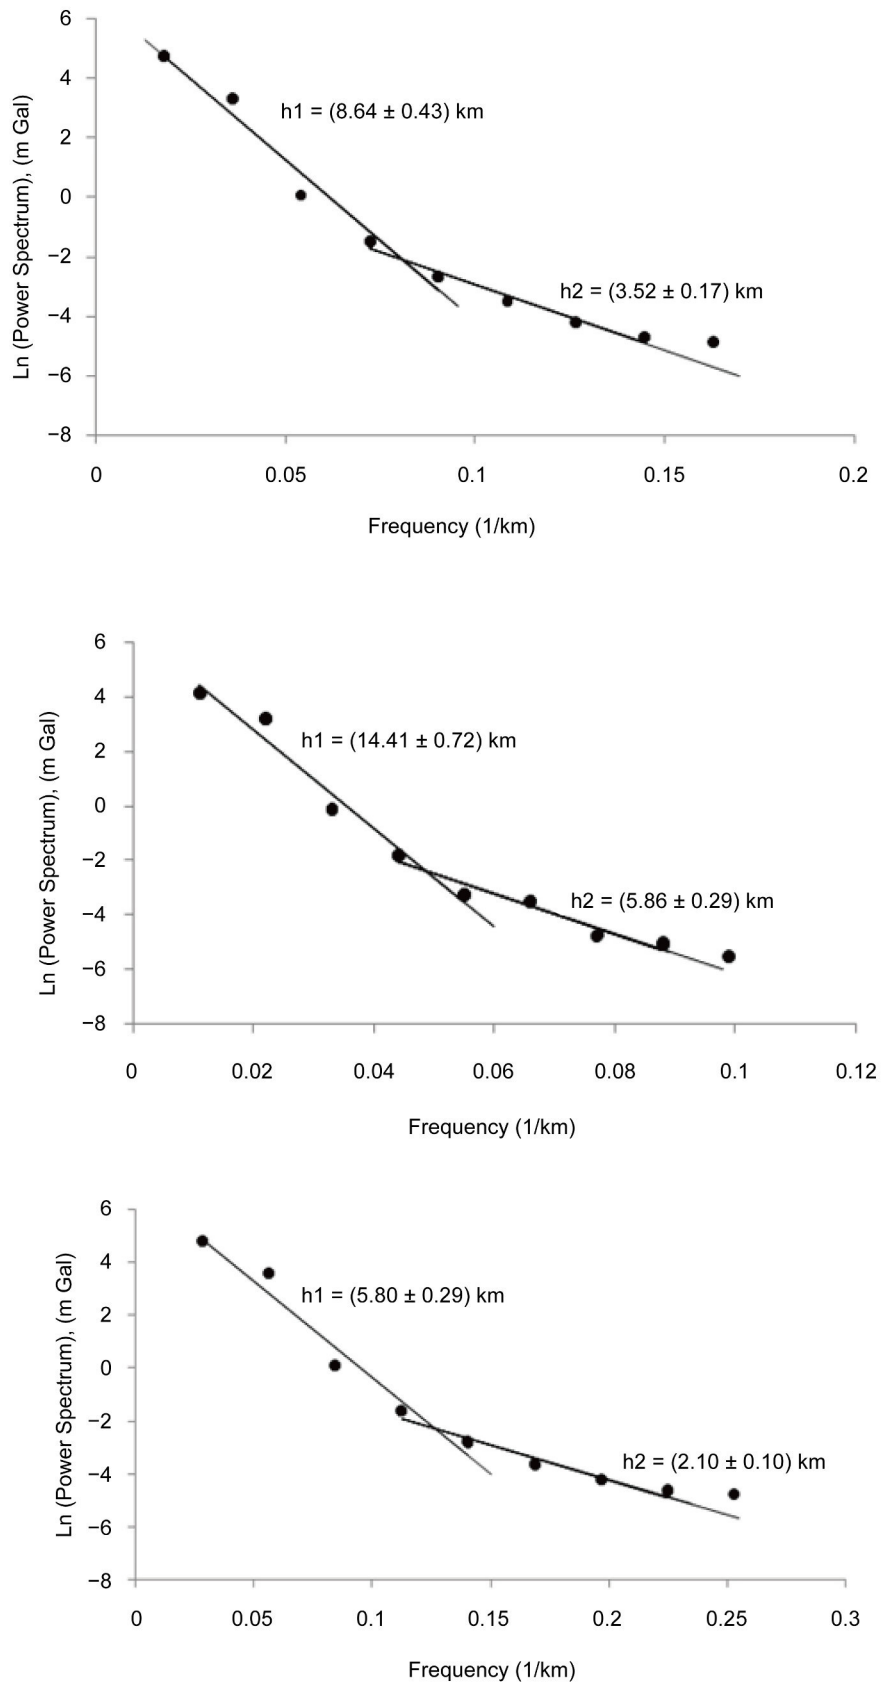 6
4
2
0
−2
−4
−6
−8
Ln (Power Spectrum), (m Gal)
h1 = (8.64 ± 0.43) km
h2 = (3.52 ± 0.17) km
0 0.05 0.1 0.15 0.2
Frequency (1/km)
6
4
2
0
−2
−4
−6
−8
Ln (Power Spectrum), (m Gal)
h1 = (14.41 ± 0.72) km
h2 = (5.86 ± 0.29) km
0 0.02 0.04 0.06 0.08 0.1 0.12
Frequency (1/km)
6
4
2
0
−2
−4
−6
−8
Ln (Power Spectrum), (m Gal)
h1 = (5.80 ± 0.29) km
h2 = (2.10 ± 0.10) km
0 0.05 0.1 0.15 0.2 0.25 0.3
Frequency (1/km)